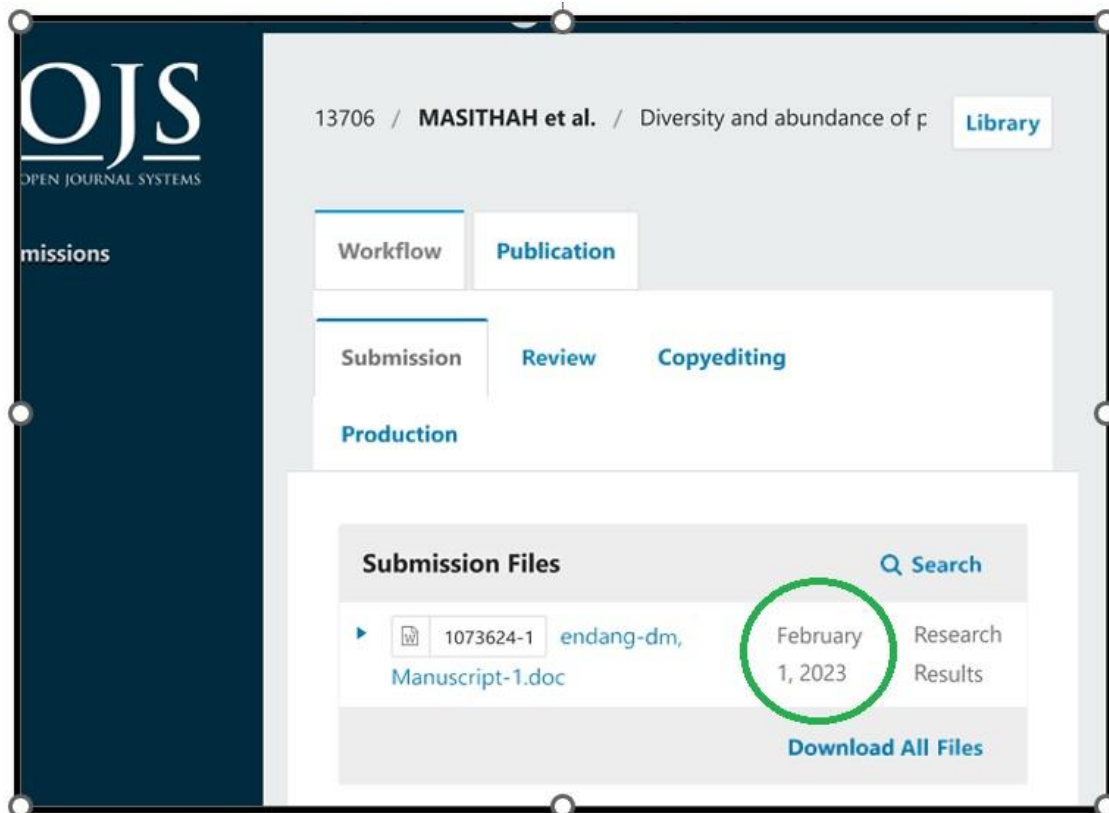 OJS
OPEN JOURNAL SYSTEMS
missions
13706 / MASITHAH et al. / Diversity and abundance of p
Library
Workflow
Publication
Submission
Review
Copyediting
Production
Submission Files
Search
1073624-1 endang-dm,
Manuscript-1.doc
February
1, 2023
Research
Results
Download All Files